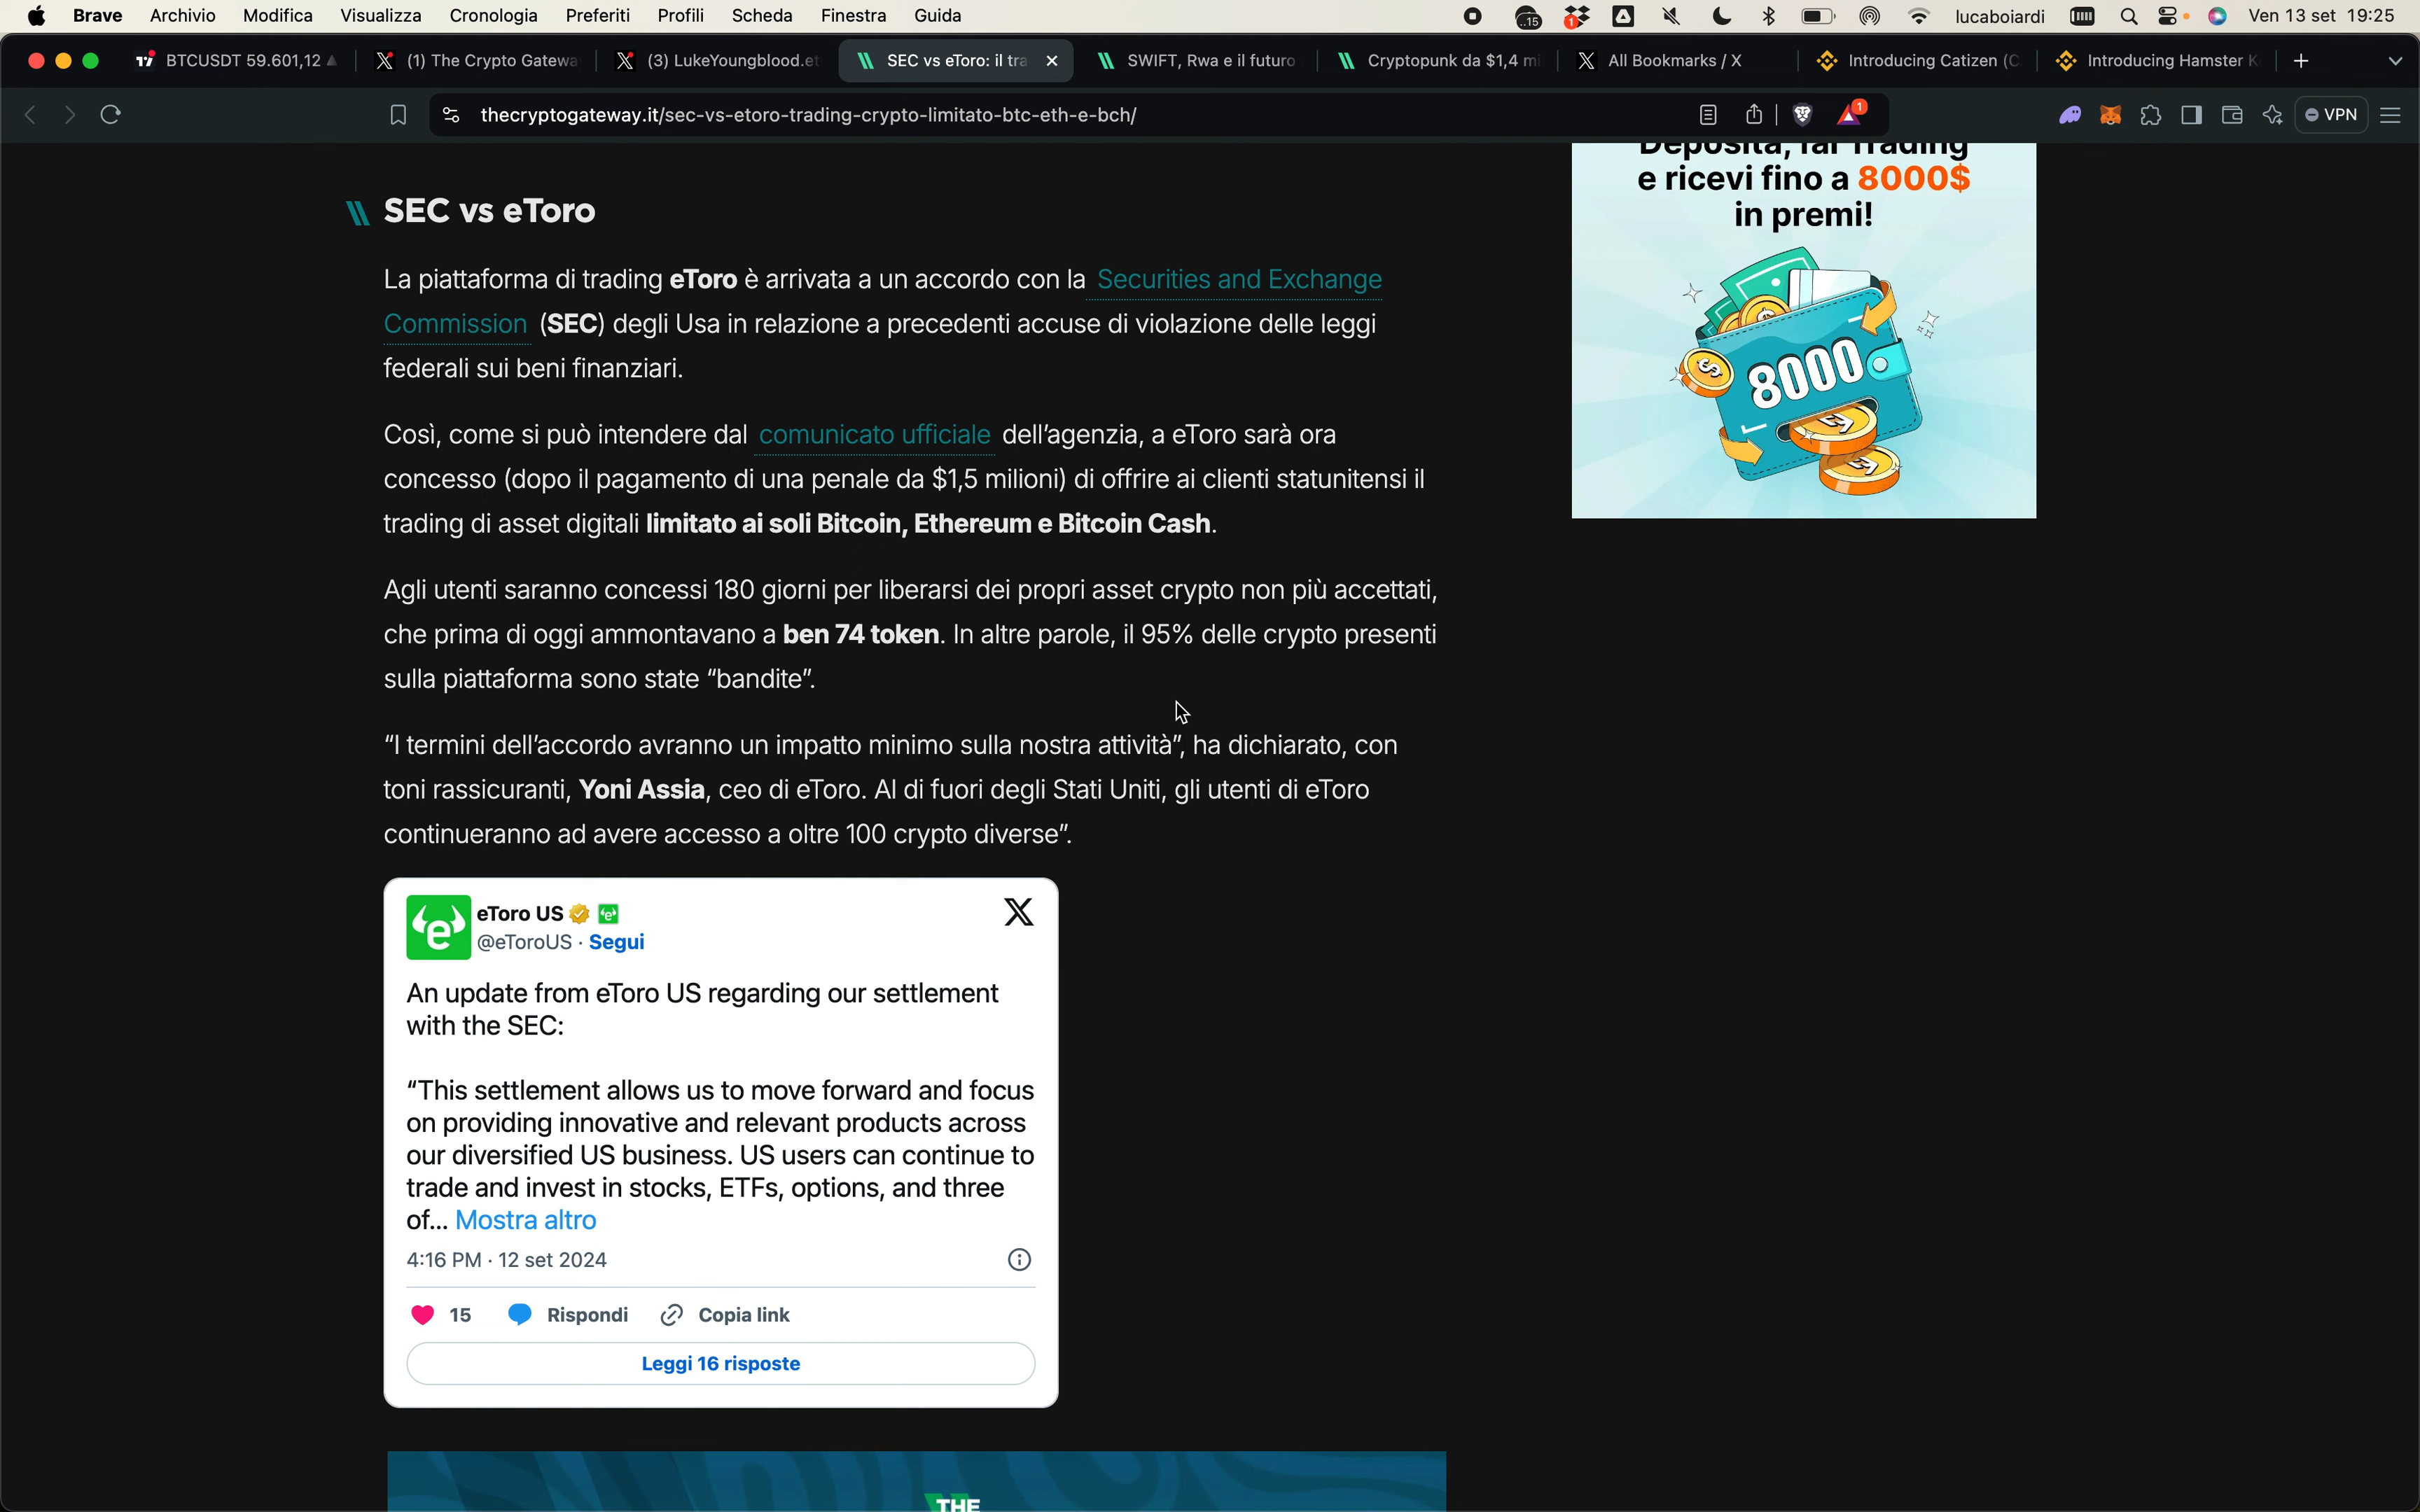 Brave Archivio Modifica Visualizza Cronologia Preferiti Profili Scheda Finestra Guida ..15 1 lucaboiardi Ven 13 set 19:25
BTCUSDT 59.601,12 (1) The Crypto Gatewa (3) LukeYoungblood.et SEC vs eToro: il tra SWIFT, Rwa e il futuro Cryptopunk da $1,4 mi All Bookmarks / X Introducing Catizen (C Introducing Hamster K
thecryptogateway.it/sec-vs-etoro-trading-crypto-limitato-btc-eth-e-bch/ 1 VPN
Deposita, fai Trading
e ricevi fino a 8000$
in premi!
8000
SEC vs eToro
La piattaforma di trading eToro è arrivata a un accordo con la Securities and Exchange
Commission (SEC) degli Usa in relazione a precedenti accuse di violazione delle leggi
federali sui beni finanziari.
Così, come si può intendere dal comunicato ufficiale dell’agenzia, a eToro sarà ora
concesso (dopo il pagamento di una penale da $1,5 milioni) di offrire ai clienti statunitensi il
trading di asset digitali limitato ai soli Bitcoin, Ethereum e Bitcoin Cash.
Agli utenti saranno concessi 180 giorni per liberarsi dei propri asset crypto non più accettati,
che prima di oggi ammontavano a ben 74 token. In altre parole, il 95% delle crypto presenti
sulla piattaforma sono state “bandite”.
“I termini dell’accordo avranno un impatto minimo sulla nostra attività”, ha dichiarato, con
toni rassicuranti, Yoni Assia, ceo di eToro. Al di fuori degli Stati Uniti, gli utenti di eToro
continueranno ad avere accesso a oltre 100 crypto diverse”.
eToro US
@eToroUS · Segui
An update from eToro US regarding our settlement
with the SEC:
“This settlement allows us to move forward and focus
on providing innovative and relevant products across
our diversified US business. US users can continue to
trade and invest in stocks, ETFs, options, and three
of... Mostra altro
4:16 PM · 12 set 2024
15 Rispondi Copia link
Leggi 16 risposte
THE